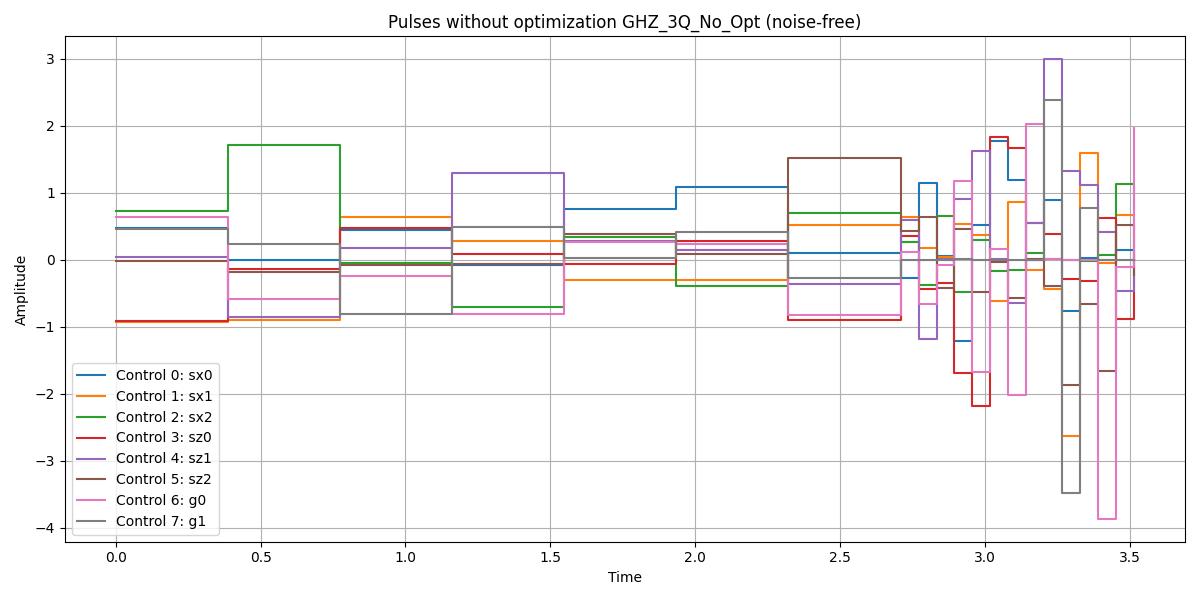 Pulses without optimization GHZ_3Q_No_Opt (noise-free)
Amplitude
3
2
1
0
−1
−2
−3
−4
Control 0: sx0
Control 1: sx1
Control 2: sx2
Control 3: sz0
Control 4: sz1
Control 5: sz2
Control 6: g0
Control 7: g1
0.0 0.5 1.0 1.5 2.0 2.5 3.0 3.5
Time